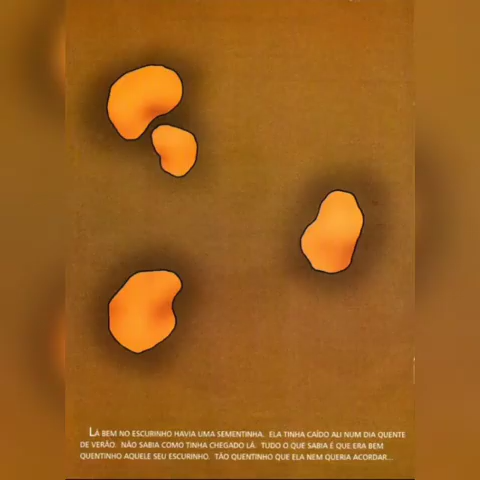 LÁ BEM NO ESCURINHO HAVIA UMA SEMENTINHA. ELA TINHA CAÍDO ALI NUM DIA QUENTE
DE VERÃO. NÃO SABIA COMO TINHA CHEGADO LÁ. TUDO O QUE SABIA É QUE ERA BEM
QUENTINHO AQUELE SEU ESCURINHO. TÃO QUENTINHO QUE ELA NEM QUERIA ACORDAR...